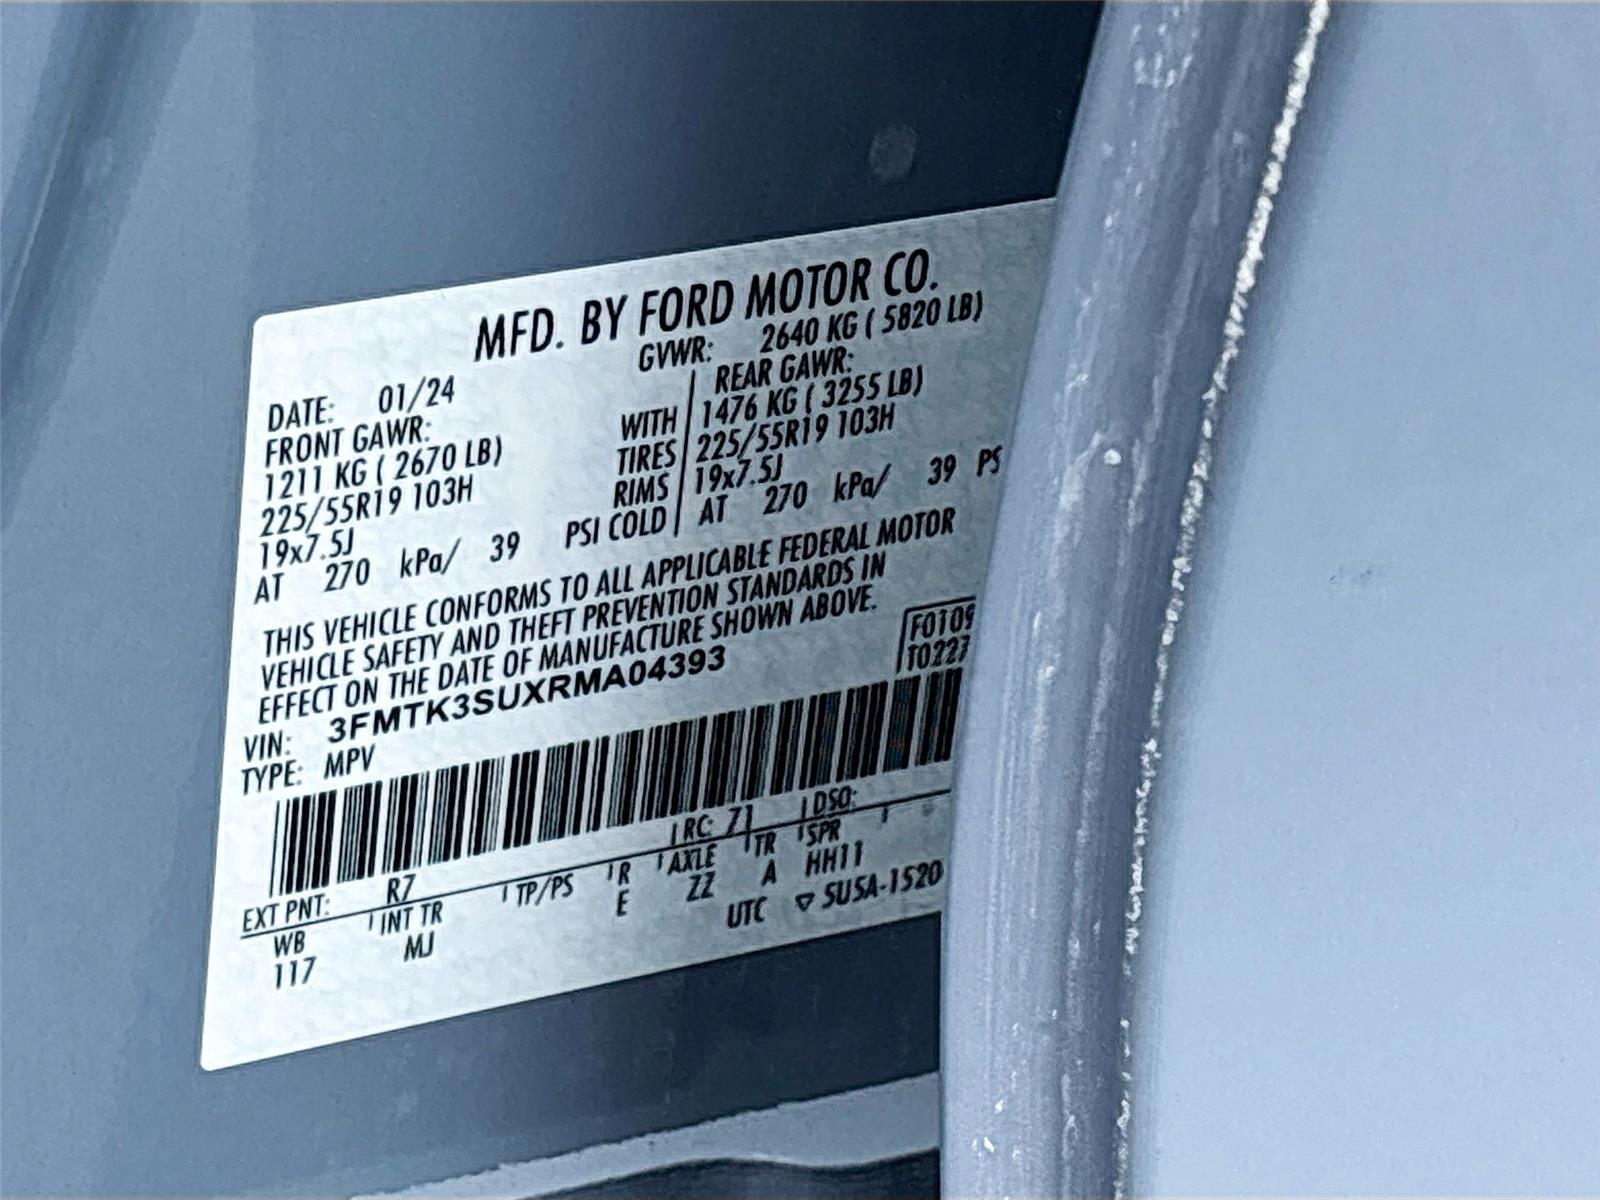 MFD. BY FORD MOTOR CO.
DATE: 01/24 GVWR: 2640 KG ( 5820 LB)
FRONT GAWR: REAR GAWR:
1211 KG ( 2670 LB) WITH 1476 KG ( 3255 LB)
225/55R19 103H TIRES 225/55R19 103H
19x7.5J RIMS 19x7.5J
AT 270 kPa/ 39 PSI COLD AT 270 kPa/ 39 PS
THIS VEHICLE CONFORMS TO ALL APPLICABLE FEDERAL MOTOR
VEHICLE SAFETY AND THEFT PREVENTION STANDARDS IN
EFFECT ON THE DATE OF MANUFACTURE SHOWN ABOVE.
F0109
T0227
VIN: 3FMTK3SUXRMA04393
TYPE: MPV
EXT PNT: R7 RC: 71 DSO:
WB INT TR TP/PS R AXLE TR SPR
117 MJ E ZZ A HH11
UTC ▽ SU5A-1520